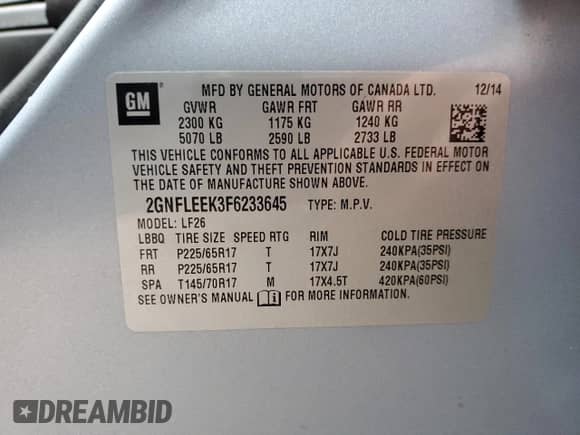 MFD BY GENERAL MOTORS OF CANADA LTD. 12/14
GM
GVWR GAWR FRT GAWR RR
2300 KG 1175 KG 1240 KG
5070 LB 2590 LB 2733 LB
THIS VEHICLE CONFORMS TO ALL APPLICABLE U.S. FEDERAL MOTOR
VEHICLE SAFETY AND THEFT PREVENTION STANDARDS IN EFFECT ON
THE DATE OF MANUFACTURE SHOWN ABOVE.
2GNFLEEK3F6233645 TYPE: M.P.V.
MODEL: LF26
LBBQ TIRE SIZE SPEED RTG RIM COLD TIRE PRESSURE
FRT P225/65R17 T 17X7J 240KPA(35PSI)
RR P225/65R17 T 17X7J 240KPA(35PSI)
SPA T145/70R17 M 17X4.5T 420KPA(60PSI)
SEE OWNER'S MANUAL FOR MORE INFORMATION.
DREAMBID